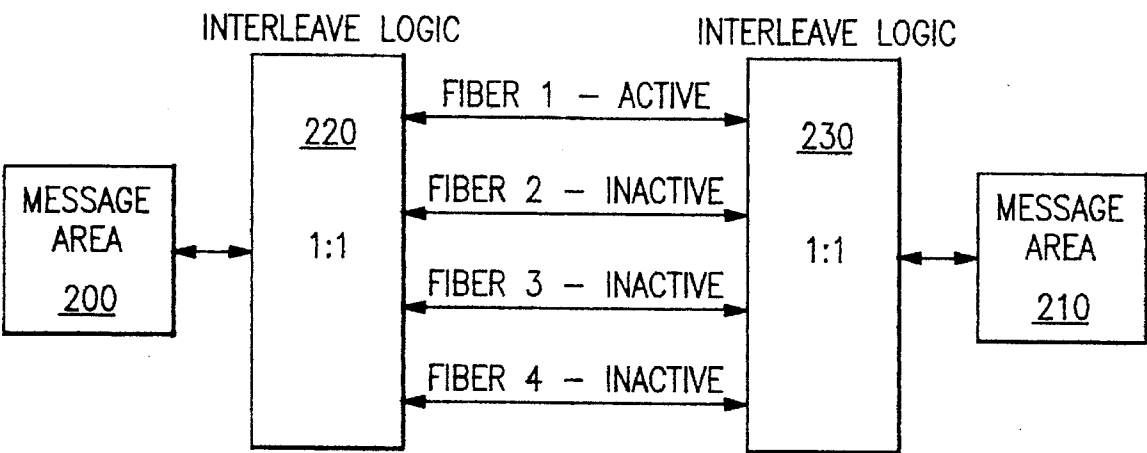 INTERLEAVE LOGIC
INTERLEAVE LOGIC
FIBER 1 – ACTIVE
220
230
FIBER 2 – INACTIVE
MESSAGE
AREA
200
1:1
1:1
MESSAGE
AREA
210
FIBER 3 – INACTIVE
FIBER 4 – INACTIVE